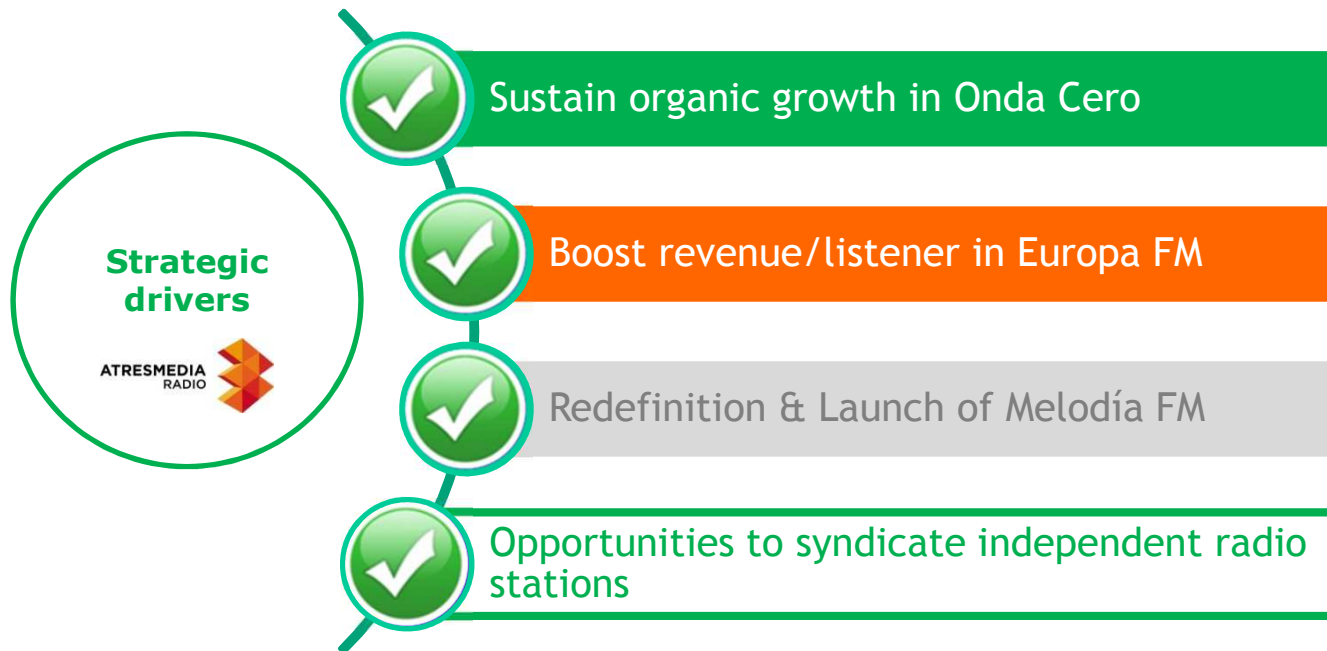 Strategic
drivers
ATRESMEDIA
RADIO
Sustain organic growth in Onda Cero
Boost revenue/listener in Europa FM
Redefinition & Launch of Melodía FM
Opportunities to syndicate independent radio
stations